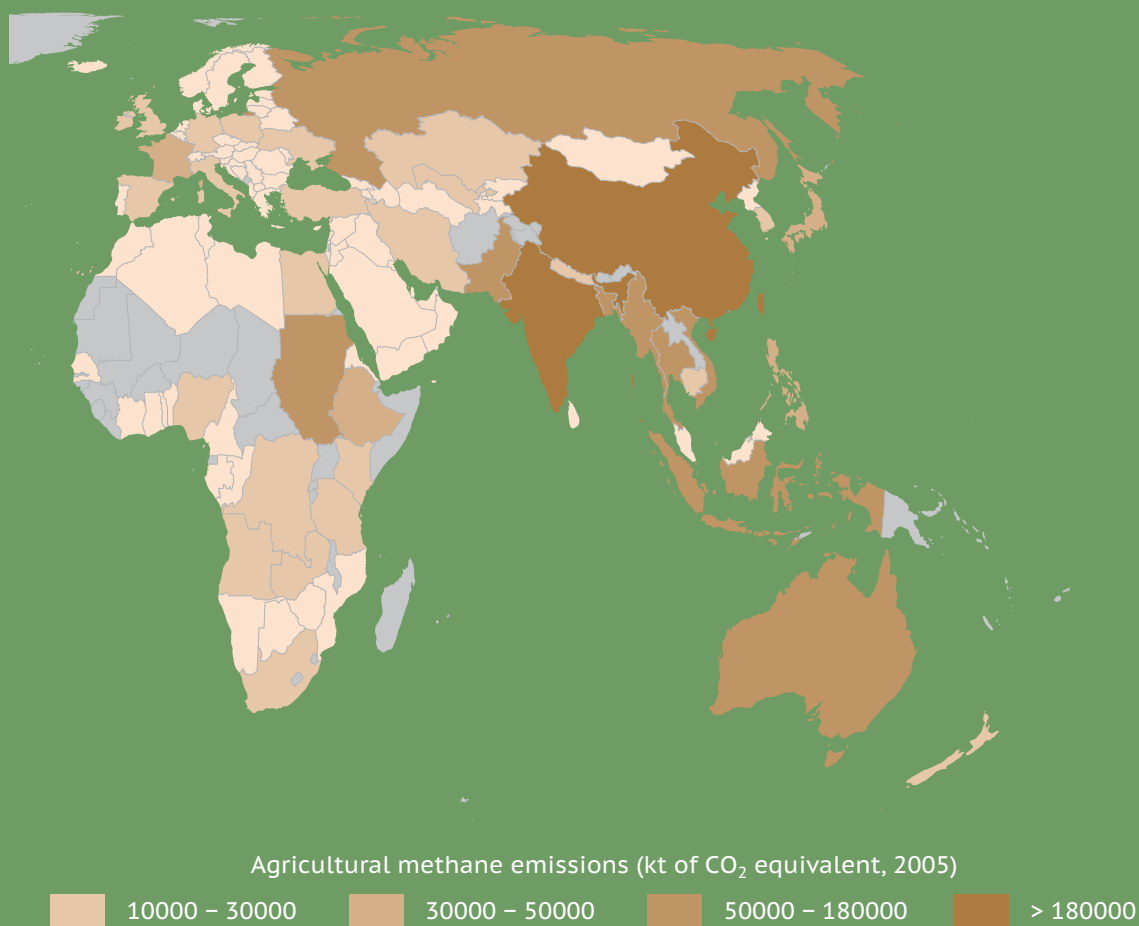 Agricultural methane emissions (kt of CO₂ equivalent, 2005)
10000 – 30000 30000 – 50000 50000 – 180000 > 180000